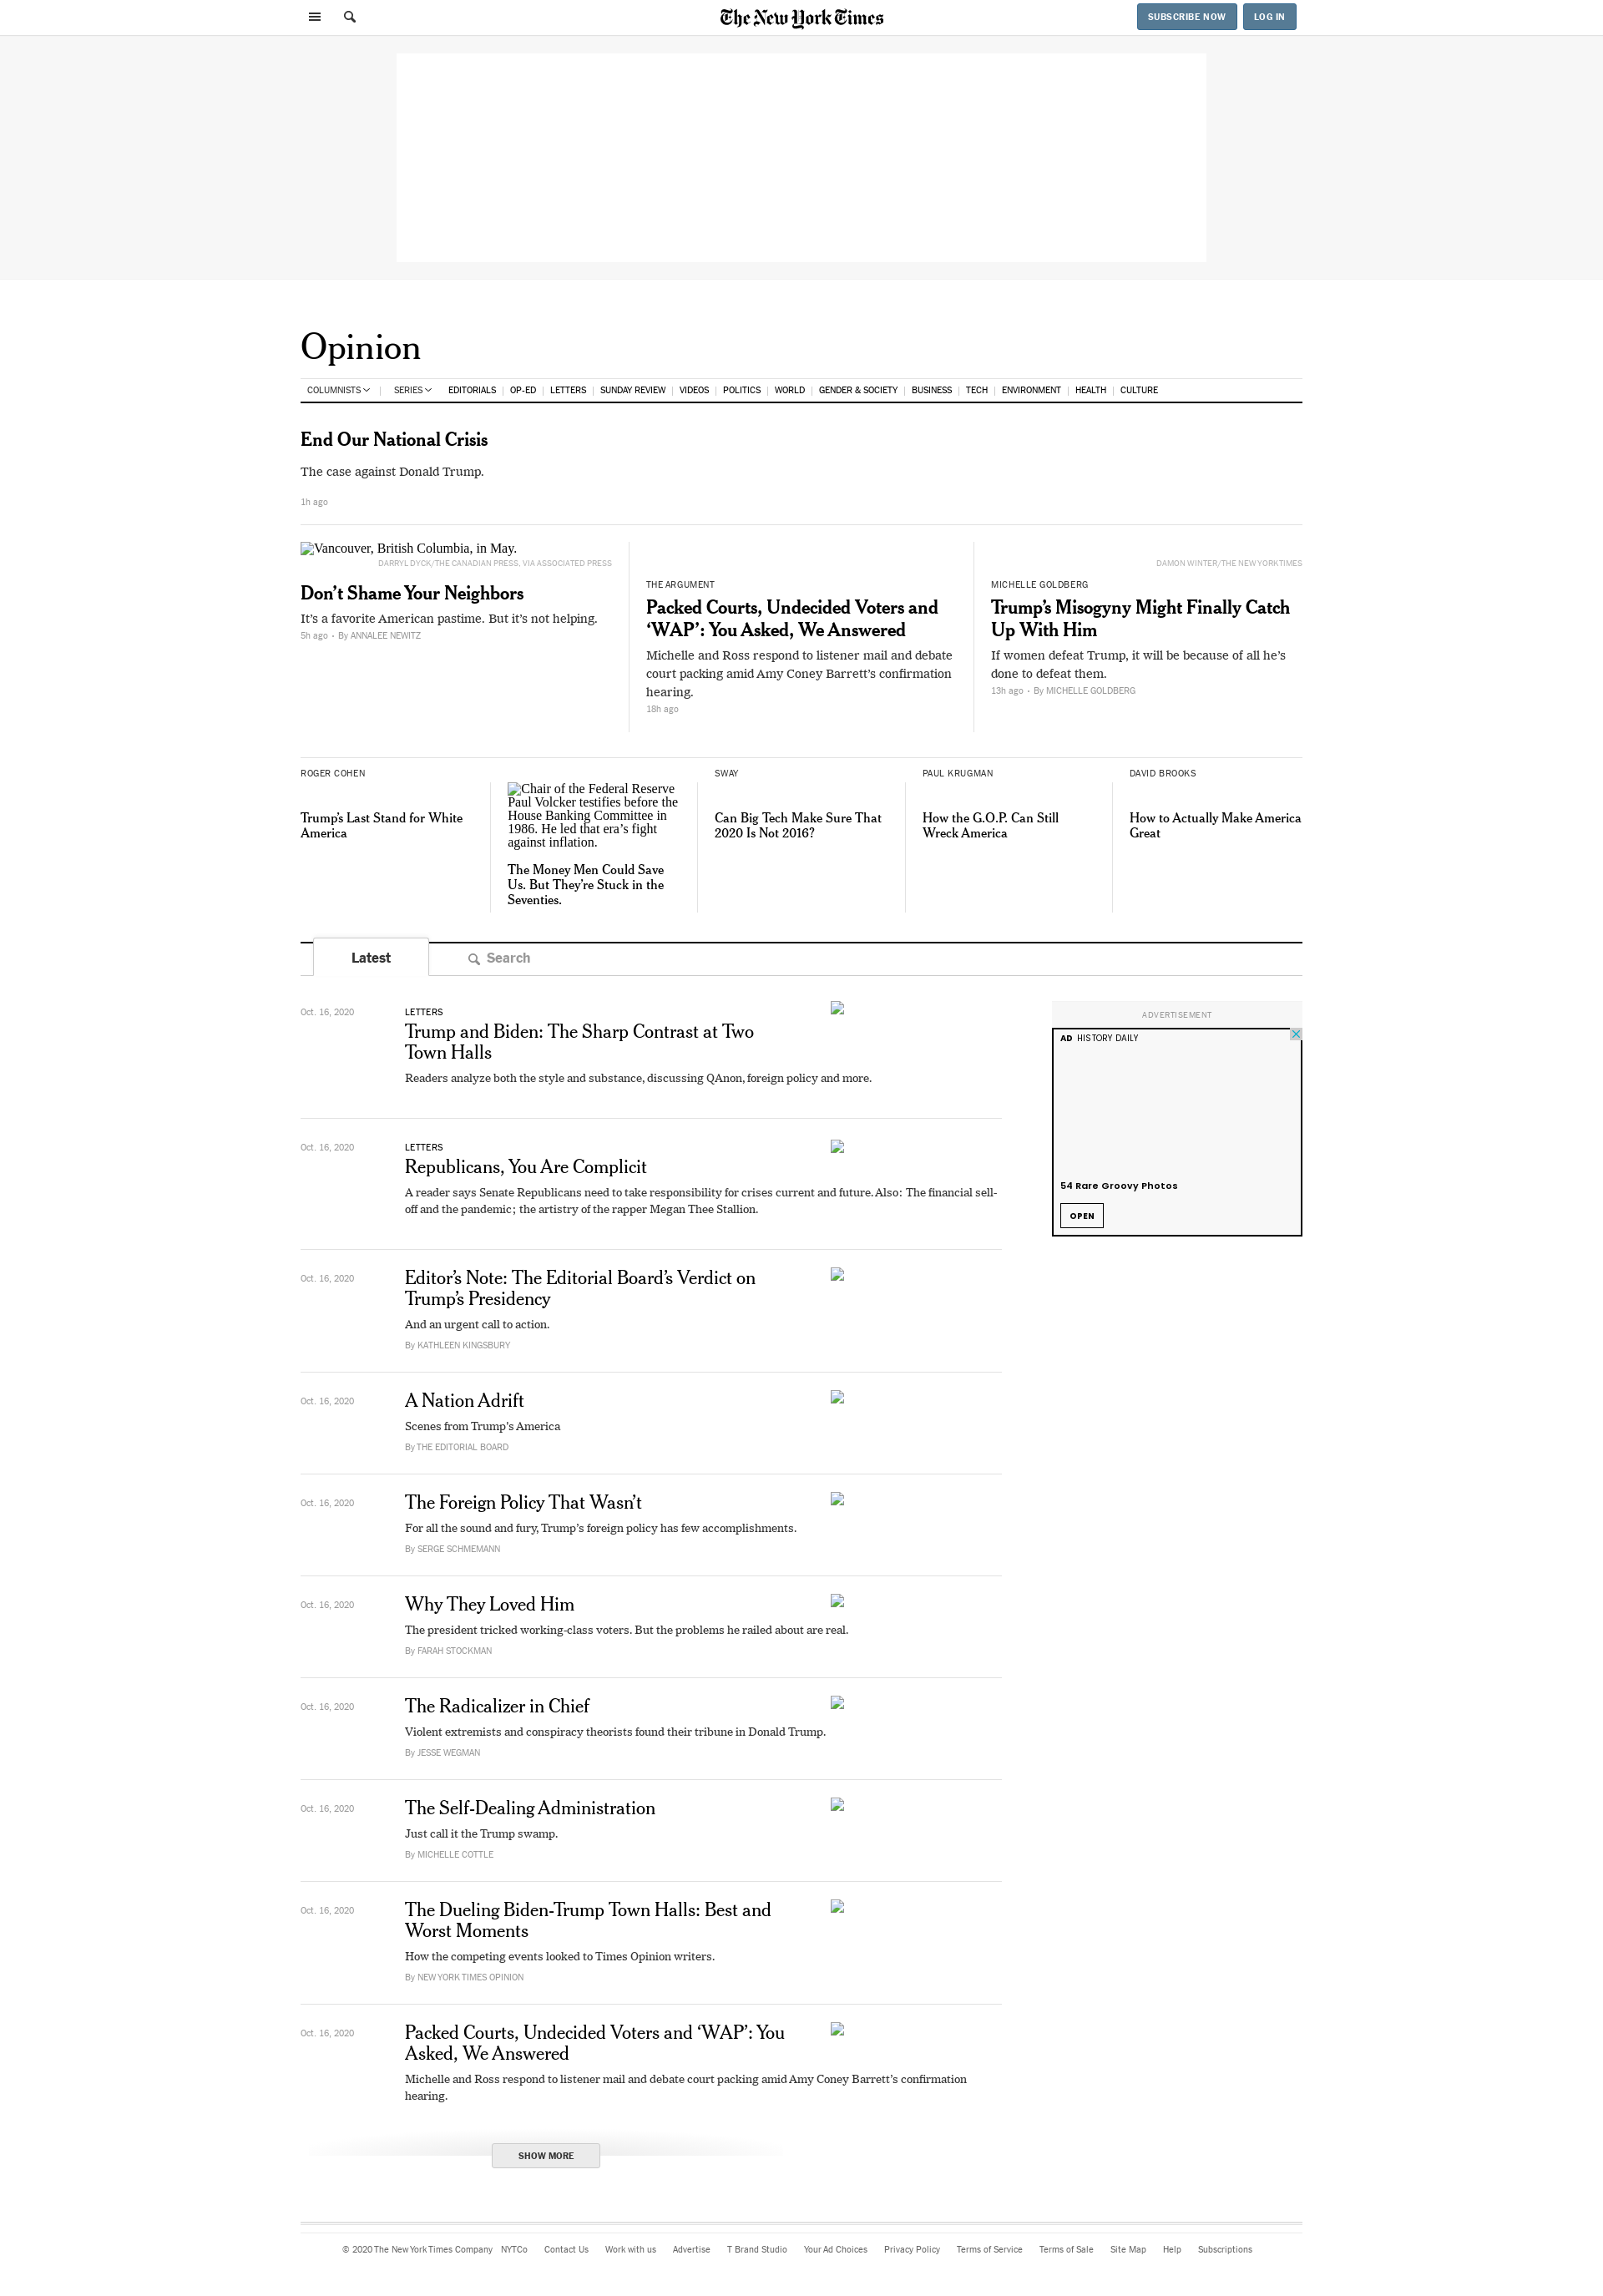 The New York Times
SUBSCRIBE NOW
LOG IN
Opinion
COLUMNISTS
SERIES
EDITORIALS
OP-ED
LETTERS
SUNDAY REVIEW
VIDEOS
POLITICS
WORLD
GENDER & SOCIETY
BUSINESS
TECH
ENVIRONMENT
HEALTH
CULTURE
End Our National Crisis
The case against Donald Trump.
1h ago
Vancouver, British Columbia, in May.
DARRYL DYCK/THE CANADIAN PRESS, VIA ASSOCIATED PRESS
Don’t Shame Your Neighbors
It’s a favorite American pastime. But it’s not helping.
5h ago • By ANNALEE NEWITZ
THE ARGUMENT
Packed Courts, Undecided Voters and
‘WAP’: You Asked, We Answered
Michelle and Ross respond to listener mail and debate
court packing amid Amy Coney Barrett’s confirmation
hearing.
18h ago
DAMON WINTER/THE NEW YORK TIMES
MICHELLE GOLDBERG
Trump’s Misogyny Might Finally Catch
Up With Him
If women defeat Trump, it will be because of all he’s
done to defeat them.
13h ago • By MICHELLE GOLDBERG
ROGER COHEN
Trump’s Last Stand for White
America
Chair of the Federal Reserve
Paul Volcker testifies before the
House Banking Committee in
1986. He led that era’s fight
against inflation.
The Money Men Could Save
Us. But They’re Stuck in the
Seventies.
SWAY
Can Big Tech Make Sure That
2020 Is Not 2016?
PAUL KRUGMAN
How the G.O.P. Can Still
Wreck America
DAVID BROOKS
How to Actually Make America
Great
Latest
Search
Oct. 16, 2020
LETTERS
Trump and Biden: The Sharp Contrast at Two
Town Halls
Readers analyze both the style and substance, discussing QAnon, foreign policy and more.
ADVERTISEMENT
AD HISTORY DAILY
54 Rare Groovy Photos
OPEN
Oct. 16, 2020
LETTERS
Republicans, You Are Complicit
A reader says Senate Republicans need to take responsibility for crises current and future. Also: The financial sell-
off and the pandemic; the artistry of the rapper Megan Thee Stallion.
Oct. 16, 2020
Editor’s Note: The Editorial Board’s Verdict on
Trump’s Presidency
And an urgent call to action.
By KATHLEEN KINGSBURY
Oct. 16, 2020
A Nation Adrift
Scenes from Trump’s America
By THE EDITORIAL BOARD
Oct. 16, 2020
The Foreign Policy That Wasn’t
For all the sound and fury, Trump’s foreign policy has few accomplishments.
By SERGE SCHMEMANN
Oct. 16, 2020
Why They Loved Him
The president tricked working-class voters. But the problems he railed about are real.
By FARAH STOCKMAN
Oct. 16, 2020
The Radicalizer in Chief
Violent extremists and conspiracy theorists found their tribune in Donald Trump.
By JESSE WEGMAN
Oct. 16, 2020
The Self-Dealing Administration
Just call it the Trump swamp.
By MICHELLE COTTLE
Oct. 16, 2020
The Dueling Biden-Trump Town Halls: Best and
Worst Moments
How the competing events looked to Times Opinion writers.
By NEW YORK TIMES OPINION
Oct. 16, 2020
Packed Courts, Undecided Voters and ‘WAP’: You
Asked, We Answered
Michelle and Ross respond to listener mail and debate court packing amid Amy Coney Barrett’s confirmation
hearing.
SHOW MORE
© 2020 The New York Times Company
NYTCo
Contact Us
Work with us
Advertise
T Brand Studio
Your Ad Choices
Privacy Policy
Terms of Service
Terms of Sale
Site Map
Help
Subscriptions